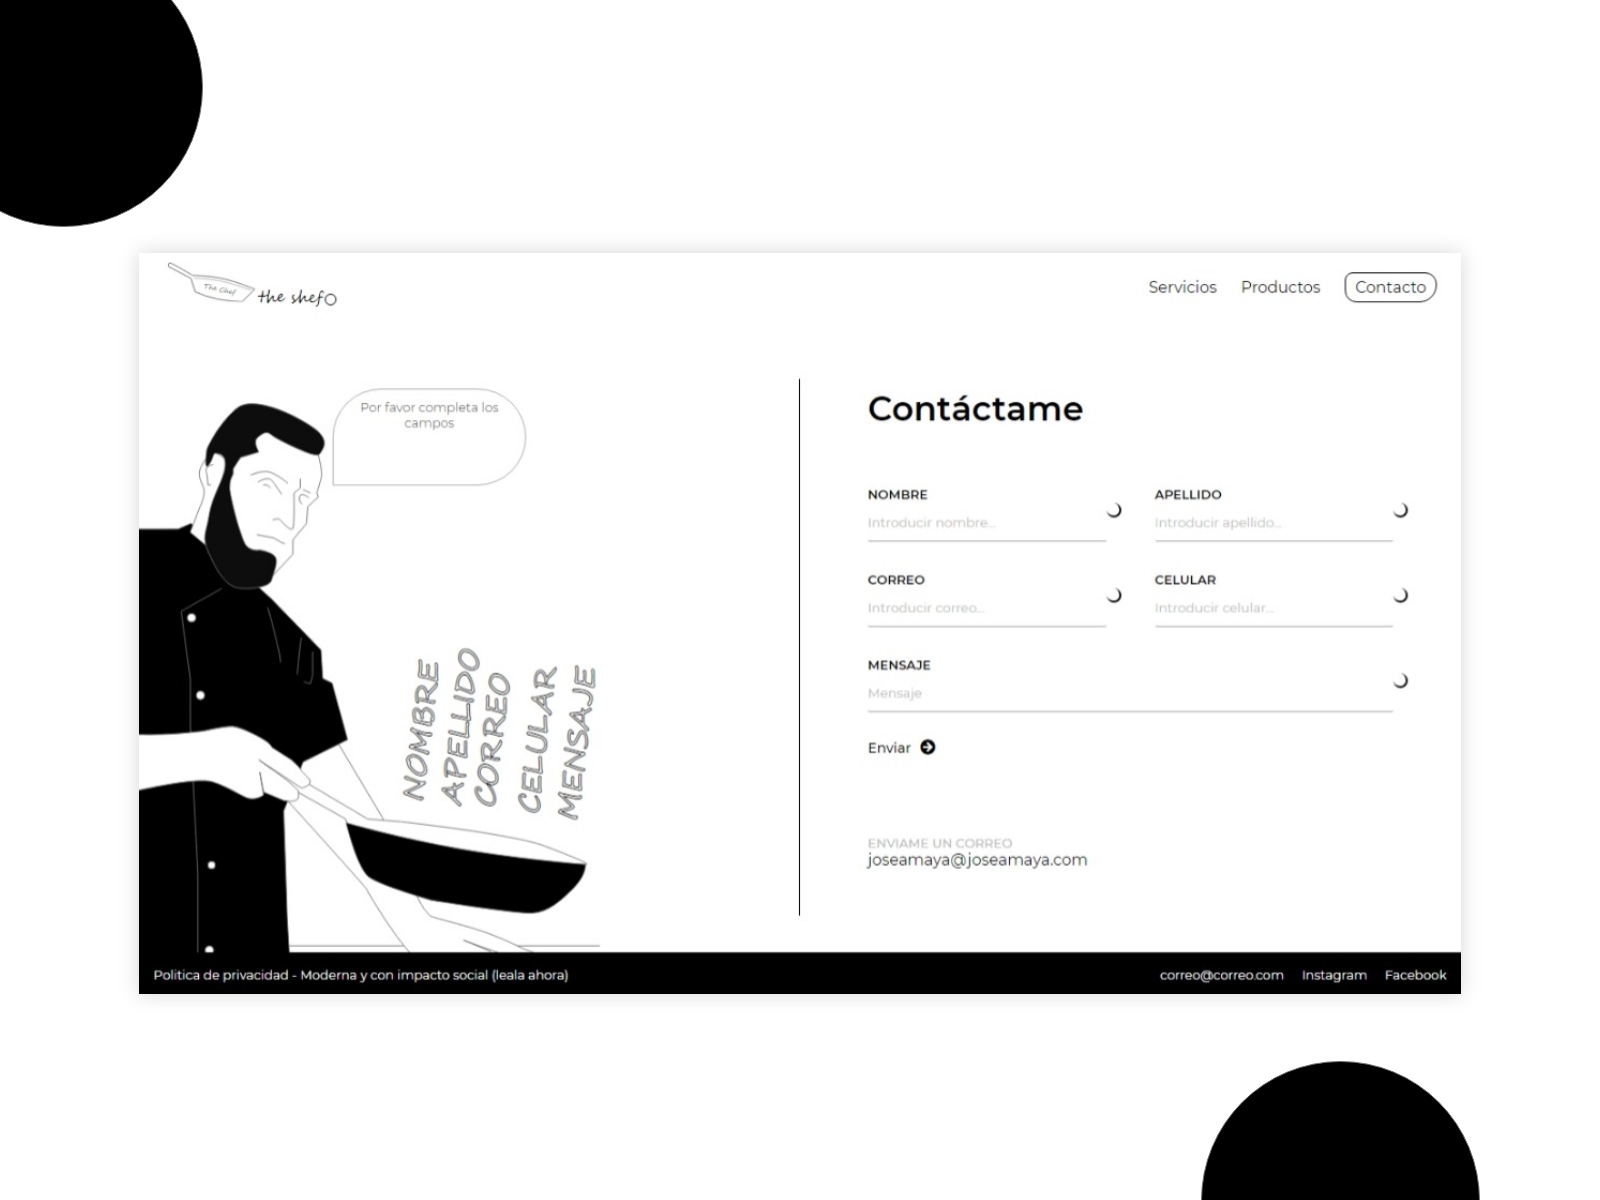 The Chef
the shefO
Servicios
Productos
Contacto
Por favor completa los
campos
NOMBRE
APELLIDO
CORREO
CELULAR
MENSAJE
Contáctame
NOMBRE
Introducir nombre...
APELLIDO
Introducir apellido...
CORREO
Introducir correo...
CELULAR
Introducir celular...
MENSAJE
Mensaje
Enviar
ENVIAME UN CORREO
joseamaya@joseamaya.com
Politica de privacidad - Moderna y con impacto social (leala ahora)
correo@correo.com
Instagram
Facebook